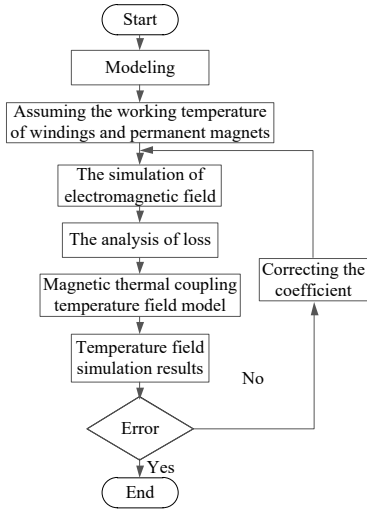 Start
Modeling
Assuming the working temperature
of windings and permanent magnets
The simulation of
electromagnetic field
The analysis of loss
Magnetic thermal coupling
temperature field model
Temperature field
simulation results
Correcting the
coefficient
No
Error
Yes
End